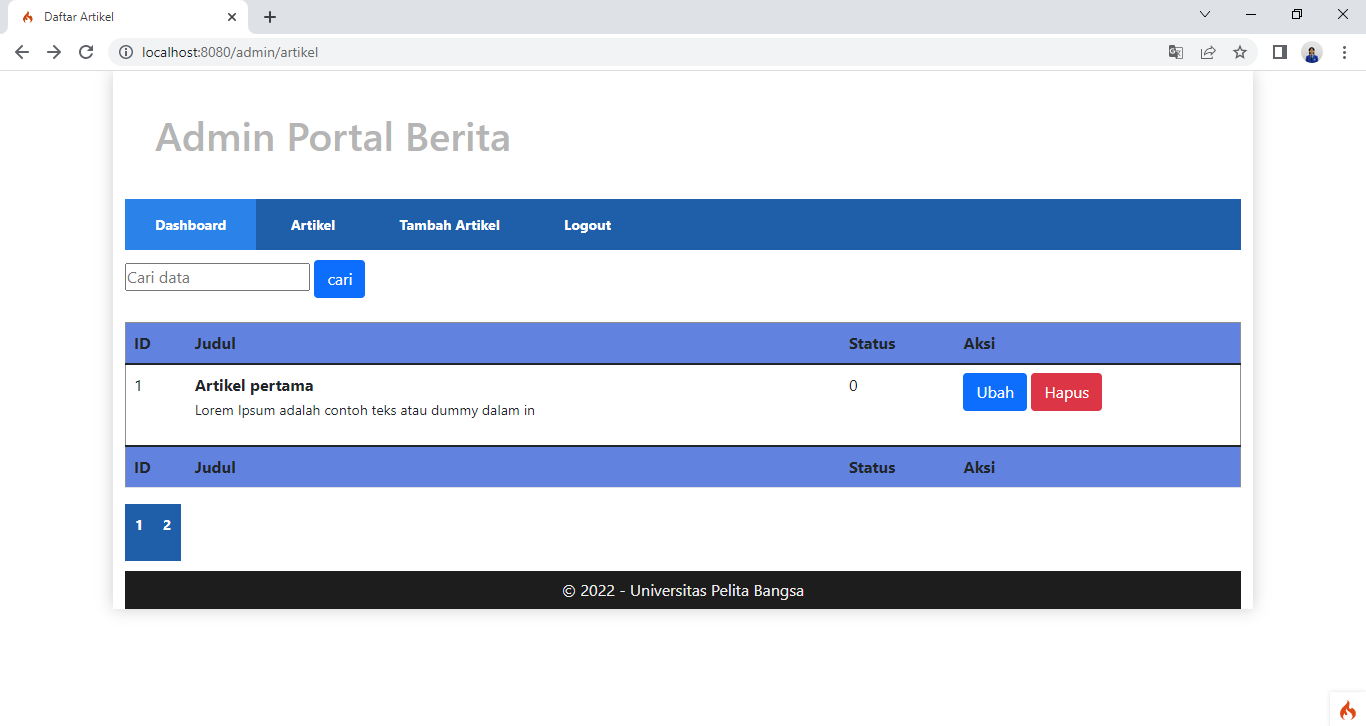 Daftar Artikel
localhost:8080/admin/artikel
Admin Portal Berita
Dashboard Artikel Tambah Artikel Logout
Cari data cari
ID Judul Status Aksi
1 Artikel pertama 0 Ubah Hapus
Lorem Ipsum adalah contoh teks atau dummy dalam in
ID Judul Status Aksi
1 2
© 2022 - Universitas Pelita Bangsa